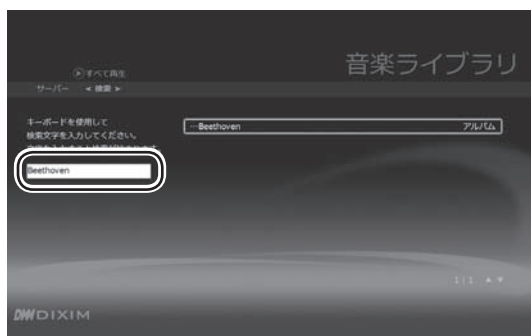 音楽ライブラリ
すべて再生
サーバー ◄ 検索 ►
キーボードを使用して
検索文字を入力してください。
…Beethoven アルバム
Beethoven
1 | 1 ▲ ▼
DiXiM